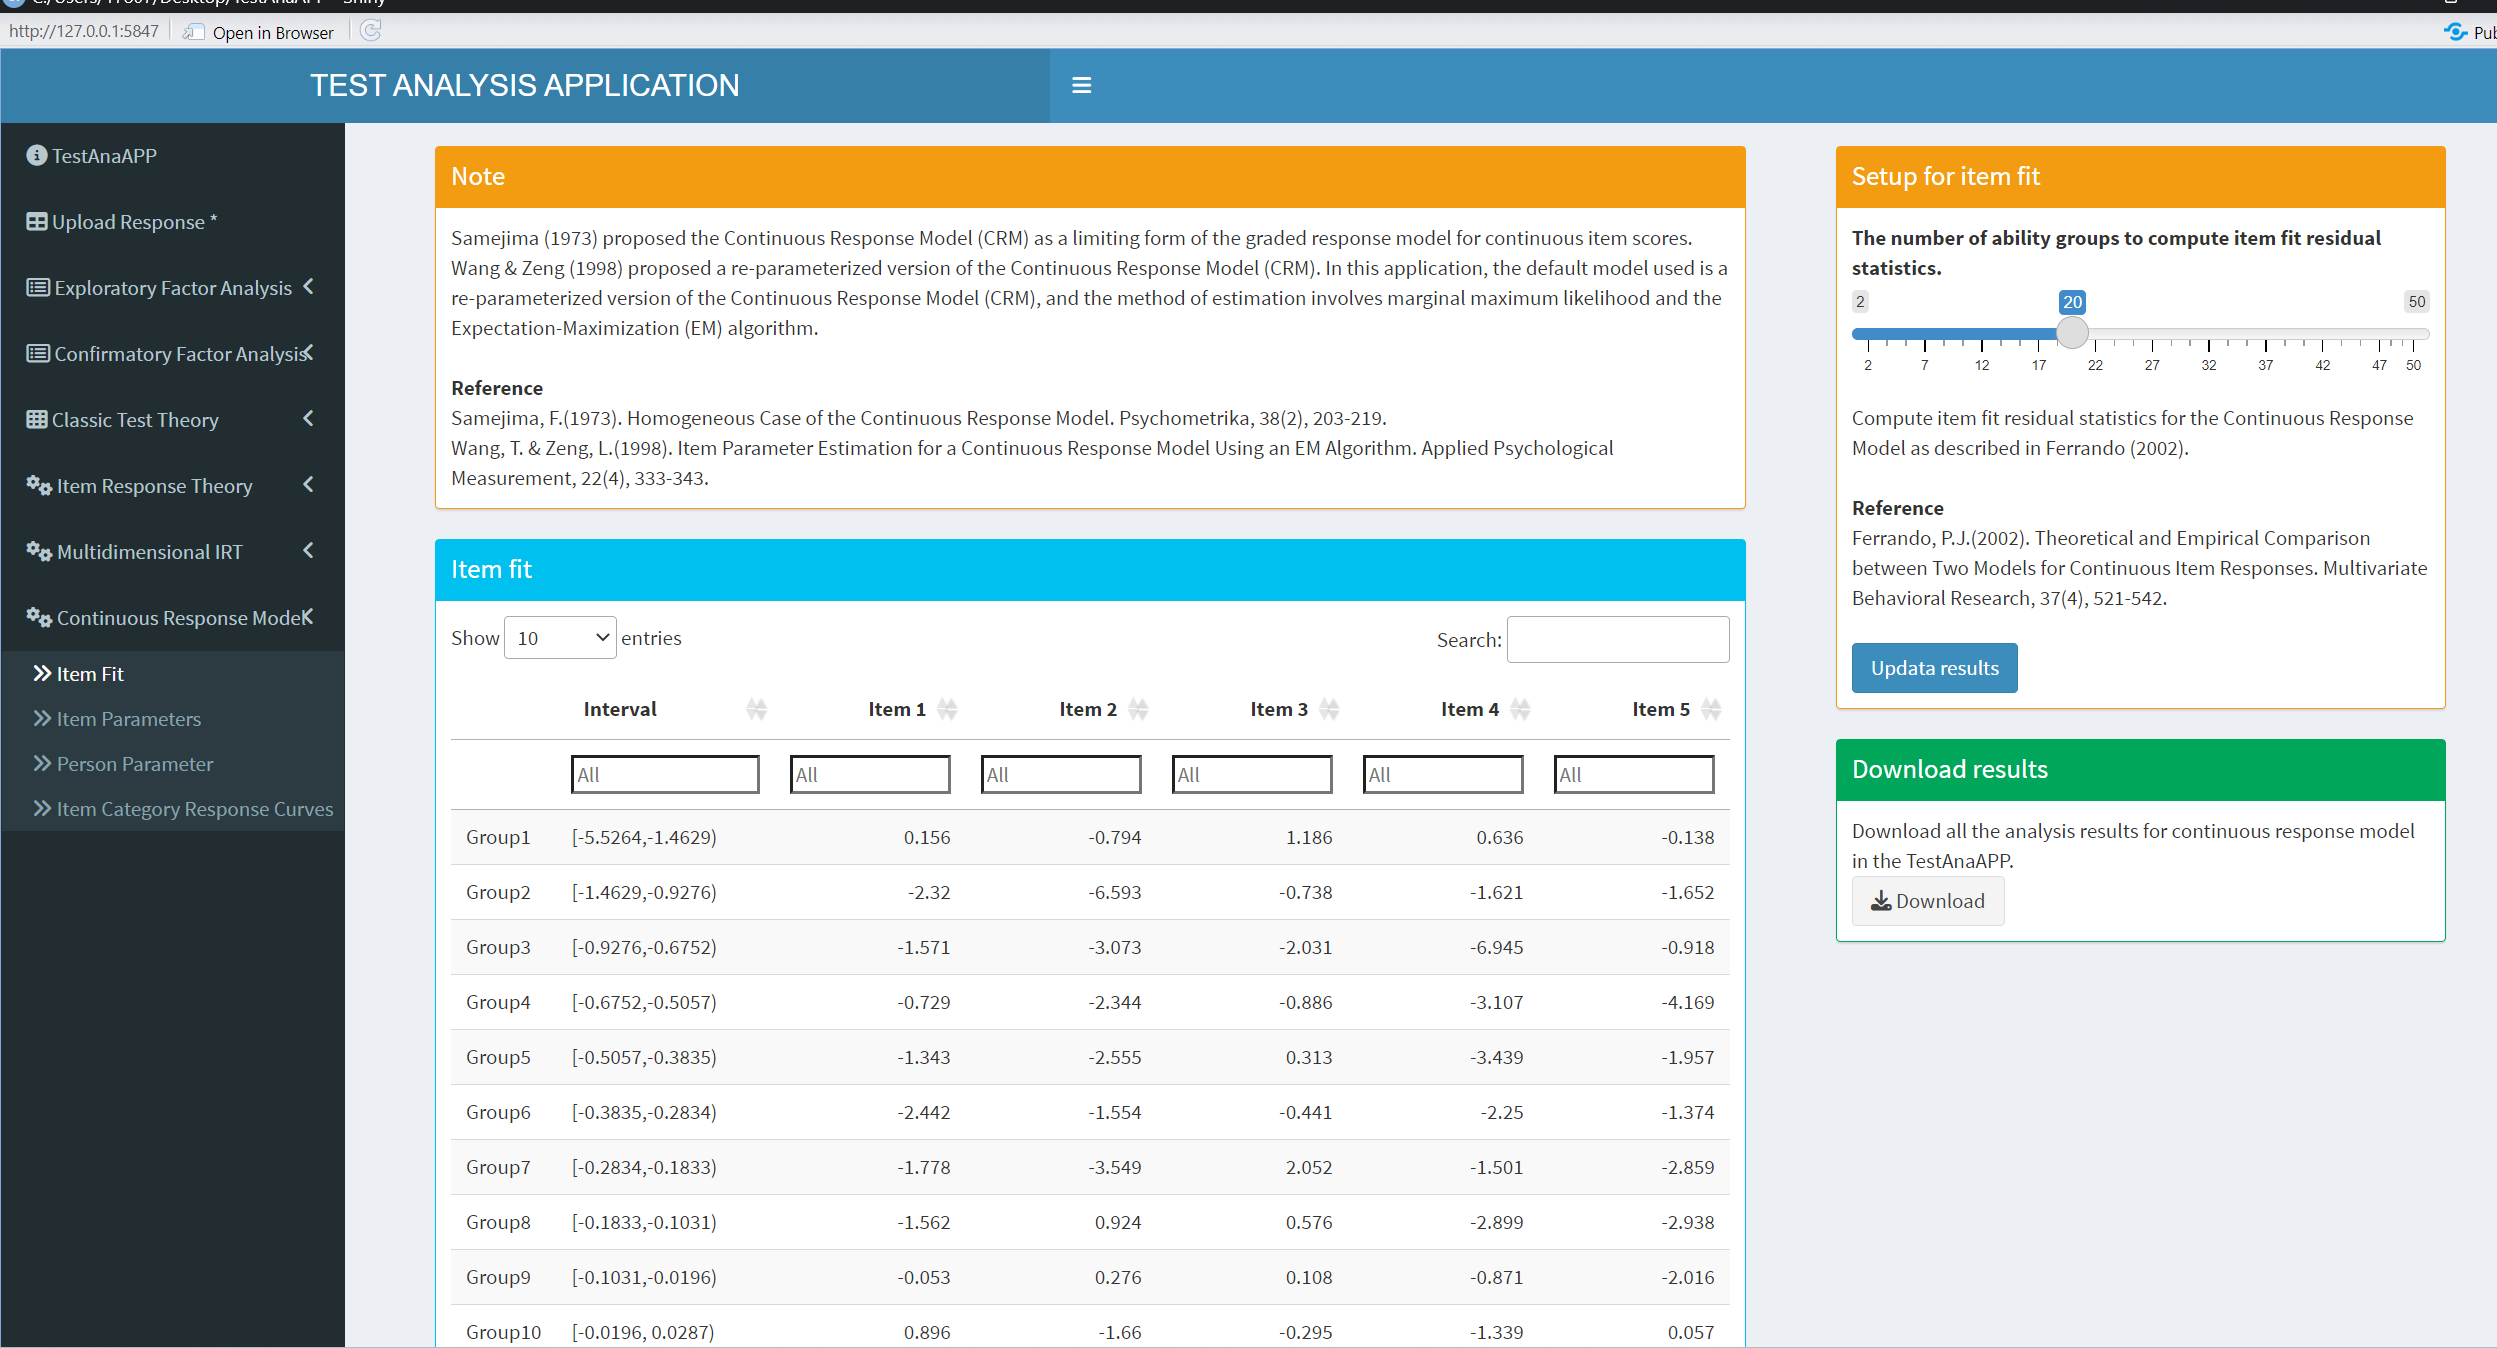 http://127.0.0.1:5847 Open in Browser
TEST ANALYSIS APPLICATION
TestAnaAPP
Upload Response *
Exploratory Factor Analysis
Confirmatory Factor Analysis
Classic Test Theory
Item Response Theory
Multidimensional IRT
Continuous Response Model
Item Fit
Item Parameters
Person Parameter
Item Category Response Curves
Note
Samejima (1973) proposed the Continuous Response Model (CRM) as a limiting form of the graded response model for continuous item scores.
Wang & Zeng (1998) proposed a re-parameterized version of the Continuous Response Model (CRM). In this application, the default model used is a
re-parameterized version of the Continuous Response Model (CRM), and the method of estimation involves marginal maximum likelihood and the
Expectation-Maximization (EM) algorithm.
Reference
Samejima, F.(1973). Homogeneous Case of the Continuous Response Model. Psychometrika, 38(2), 203-219.
Wang, T. & Zeng, L.(1998). Item Parameter Estimation for a Continuous Response Model Using an EM Algorithm. Applied Psychological
Measurement, 22(4), 333-343.
Item fit
Show 10 entries
Search:
Interval Item 1 Item 2 Item 3 Item 4 Item 5
All All All All All All
Group1 [-5.5264,-1.4629) 0.156 -0.794 1.186 0.636 -0.138
Group2 [-1.4629,-0.9276) -2.32 -6.593 -0.738 -1.621 -1.652
Group3 [-0.9276,-0.6752) -1.571 -3.073 -2.031 -6.945 -0.918
Group4 [-0.6752,-0.5057) -0.729 -2.344 -0.886 -3.107 -4.169
Group5 [-0.5057,-0.3835) -1.343 -2.555 0.313 -3.439 -1.957
Group6 [-0.3835,-0.2834) -2.442 -1.554 -0.441 -2.25 -1.374
Group7 [-0.2834,-0.1833) -1.778 -3.549 2.052 -1.501 -2.859
Group8 [-0.1833,-0.1031) -1.562 0.924 0.576 -2.899 -2.938
Group9 [-0.1031,-0.0196) -0.053 0.276 0.108 -0.871 -2.016
Group10 [-0.0196, 0.0287) 0.896 -1.66 -0.295 -1.339 0.057
Setup for item fit
The number of ability groups to compute item fit residual
statistics.
2 20 50
2 7 12 17 22 27 32 37 42 47 50
Compute item fit residual statistics for the Continuous Response
Model as described in Ferrando (2002).
Reference
Ferrando, P.J.(2002). Theoretical and Empirical Comparison
between Two Models for Continuous Item Responses. Multivariate
Behavioral Research, 37(4), 521-542.
Updata results
Download results
Download all the analysis results for continuous response model
in the TestAnaAPP.
Download